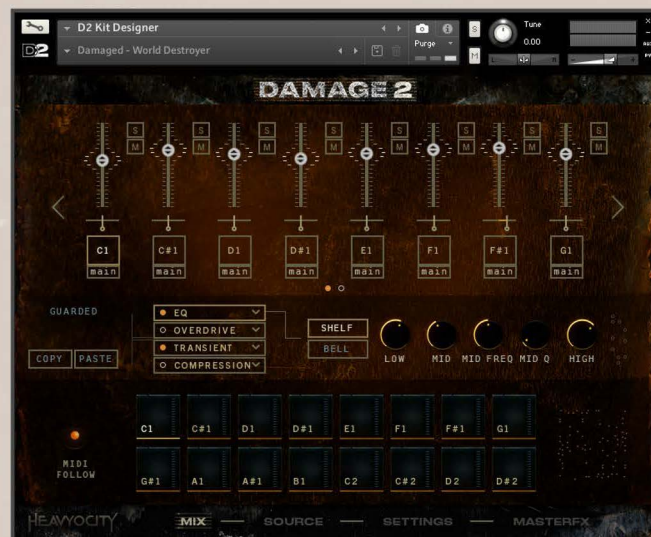 D2 Kit Designer
Tune
D2 Damaged - World Destroyer
Purge
S
0.00
M
L R
DAMAGE 2
S S S S S S S S
M M M M M M M M
C1 C#1 D1 D#1 E1 F1 F#1 G1
main main main main main main main main
GUARDED
EQ
OVERDRIVE
TRANSIENT
COMPRESSION
COPY PASTE
SHELF
BELL
LOW MID MID FREQ MID Q HIGH
C1 C#1 D1 D#1 E1 F1 F#1 G1
MIDI
FOLLOW
G#1 A1 A#1 B1 C2 C#2 D2 D#2
HEAVYOCITY
MIX — SOURCE — SETTINGS — MASTERFX